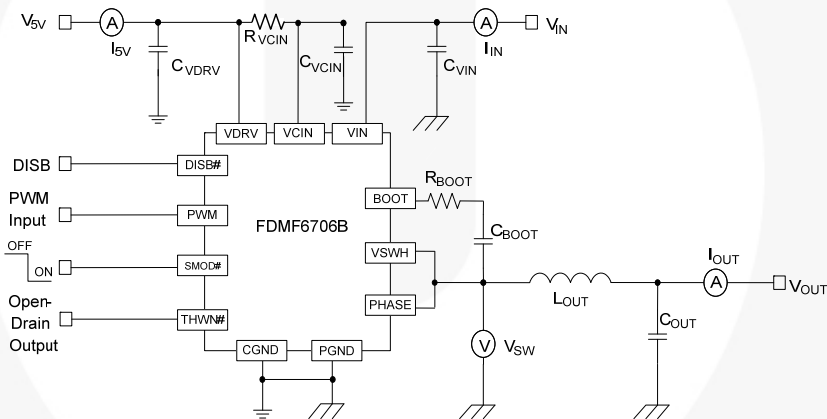 V5V
A
I5V
CVDRV
RVCIN
CVCIN
CVIN
A
IIN
VIN
VDRV
VCIN
VIN
DISB
DISB#
PWM
Input
PWM
OFF
ON
SMOD#
Open-
Drain
Output
THWN#
FDMF6706B
BOOT
RBOOT
CBOOT
VSWH
PHASE
LOUT
IOUT
A
VOUT
COUT
V
VSW
CGND
PGND